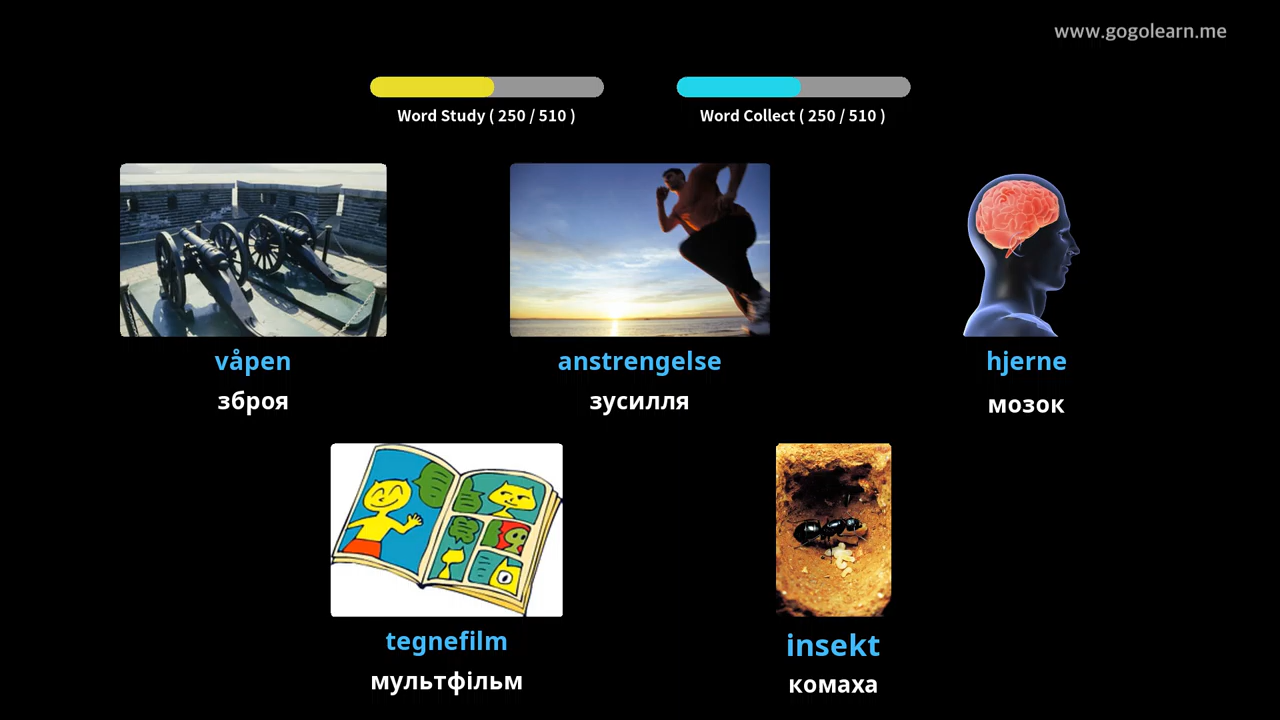 www.gogolearn.me
Word Study ( 250 / 510 )
Word Collect ( 250 / 510 )
våpen
зброя
anstrengelse
зусилля
hjerne
мозок
tegnefilm
мультфільм
insekt
комаха